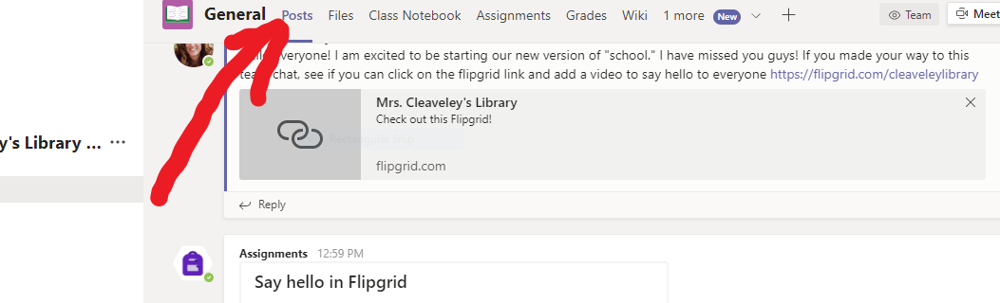 General Posts Files Class Notebook Assignments Grades Wiki 1 more New Team Meet
everyone! I am excited to be starting our new version of "school." I have missed you guys! If you made your way to this
chat, see if you can click on the flipgrid link and add a video to say hello to everyone https://flipgrid.com/cleaveleylibrary
Mrs. Cleaveley's Library
Check out this Flipgrid!
y's Library ...
Rectangular Snip
flipgrid.com
Reply
Assignments 12:59 PM
Say hello in Flipgrid